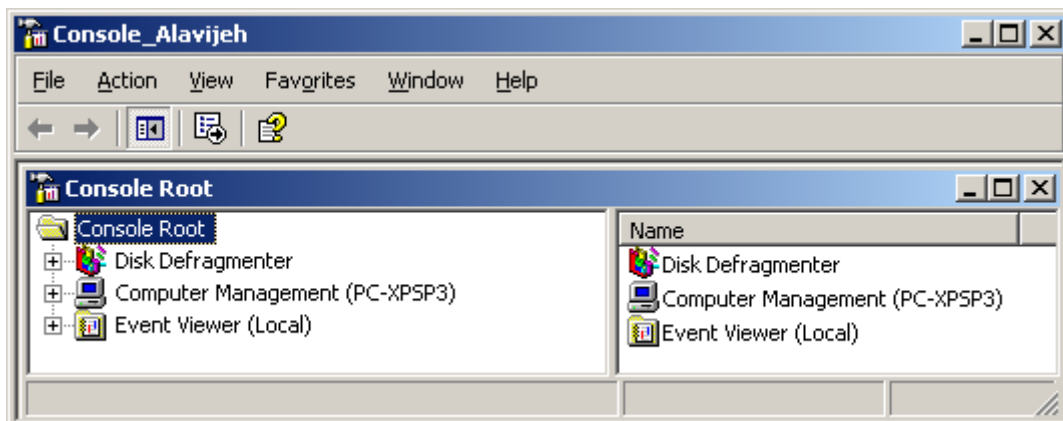 Console_Alavijeh
File Action View Favorites Window Help
Console Root
Console Root
Disk Defragmenter
Computer Management (PC-XPSP3)
Event Viewer (Local)
Name
Disk Defragmenter
Computer Management (PC-XPSP3)
Event Viewer (Local)